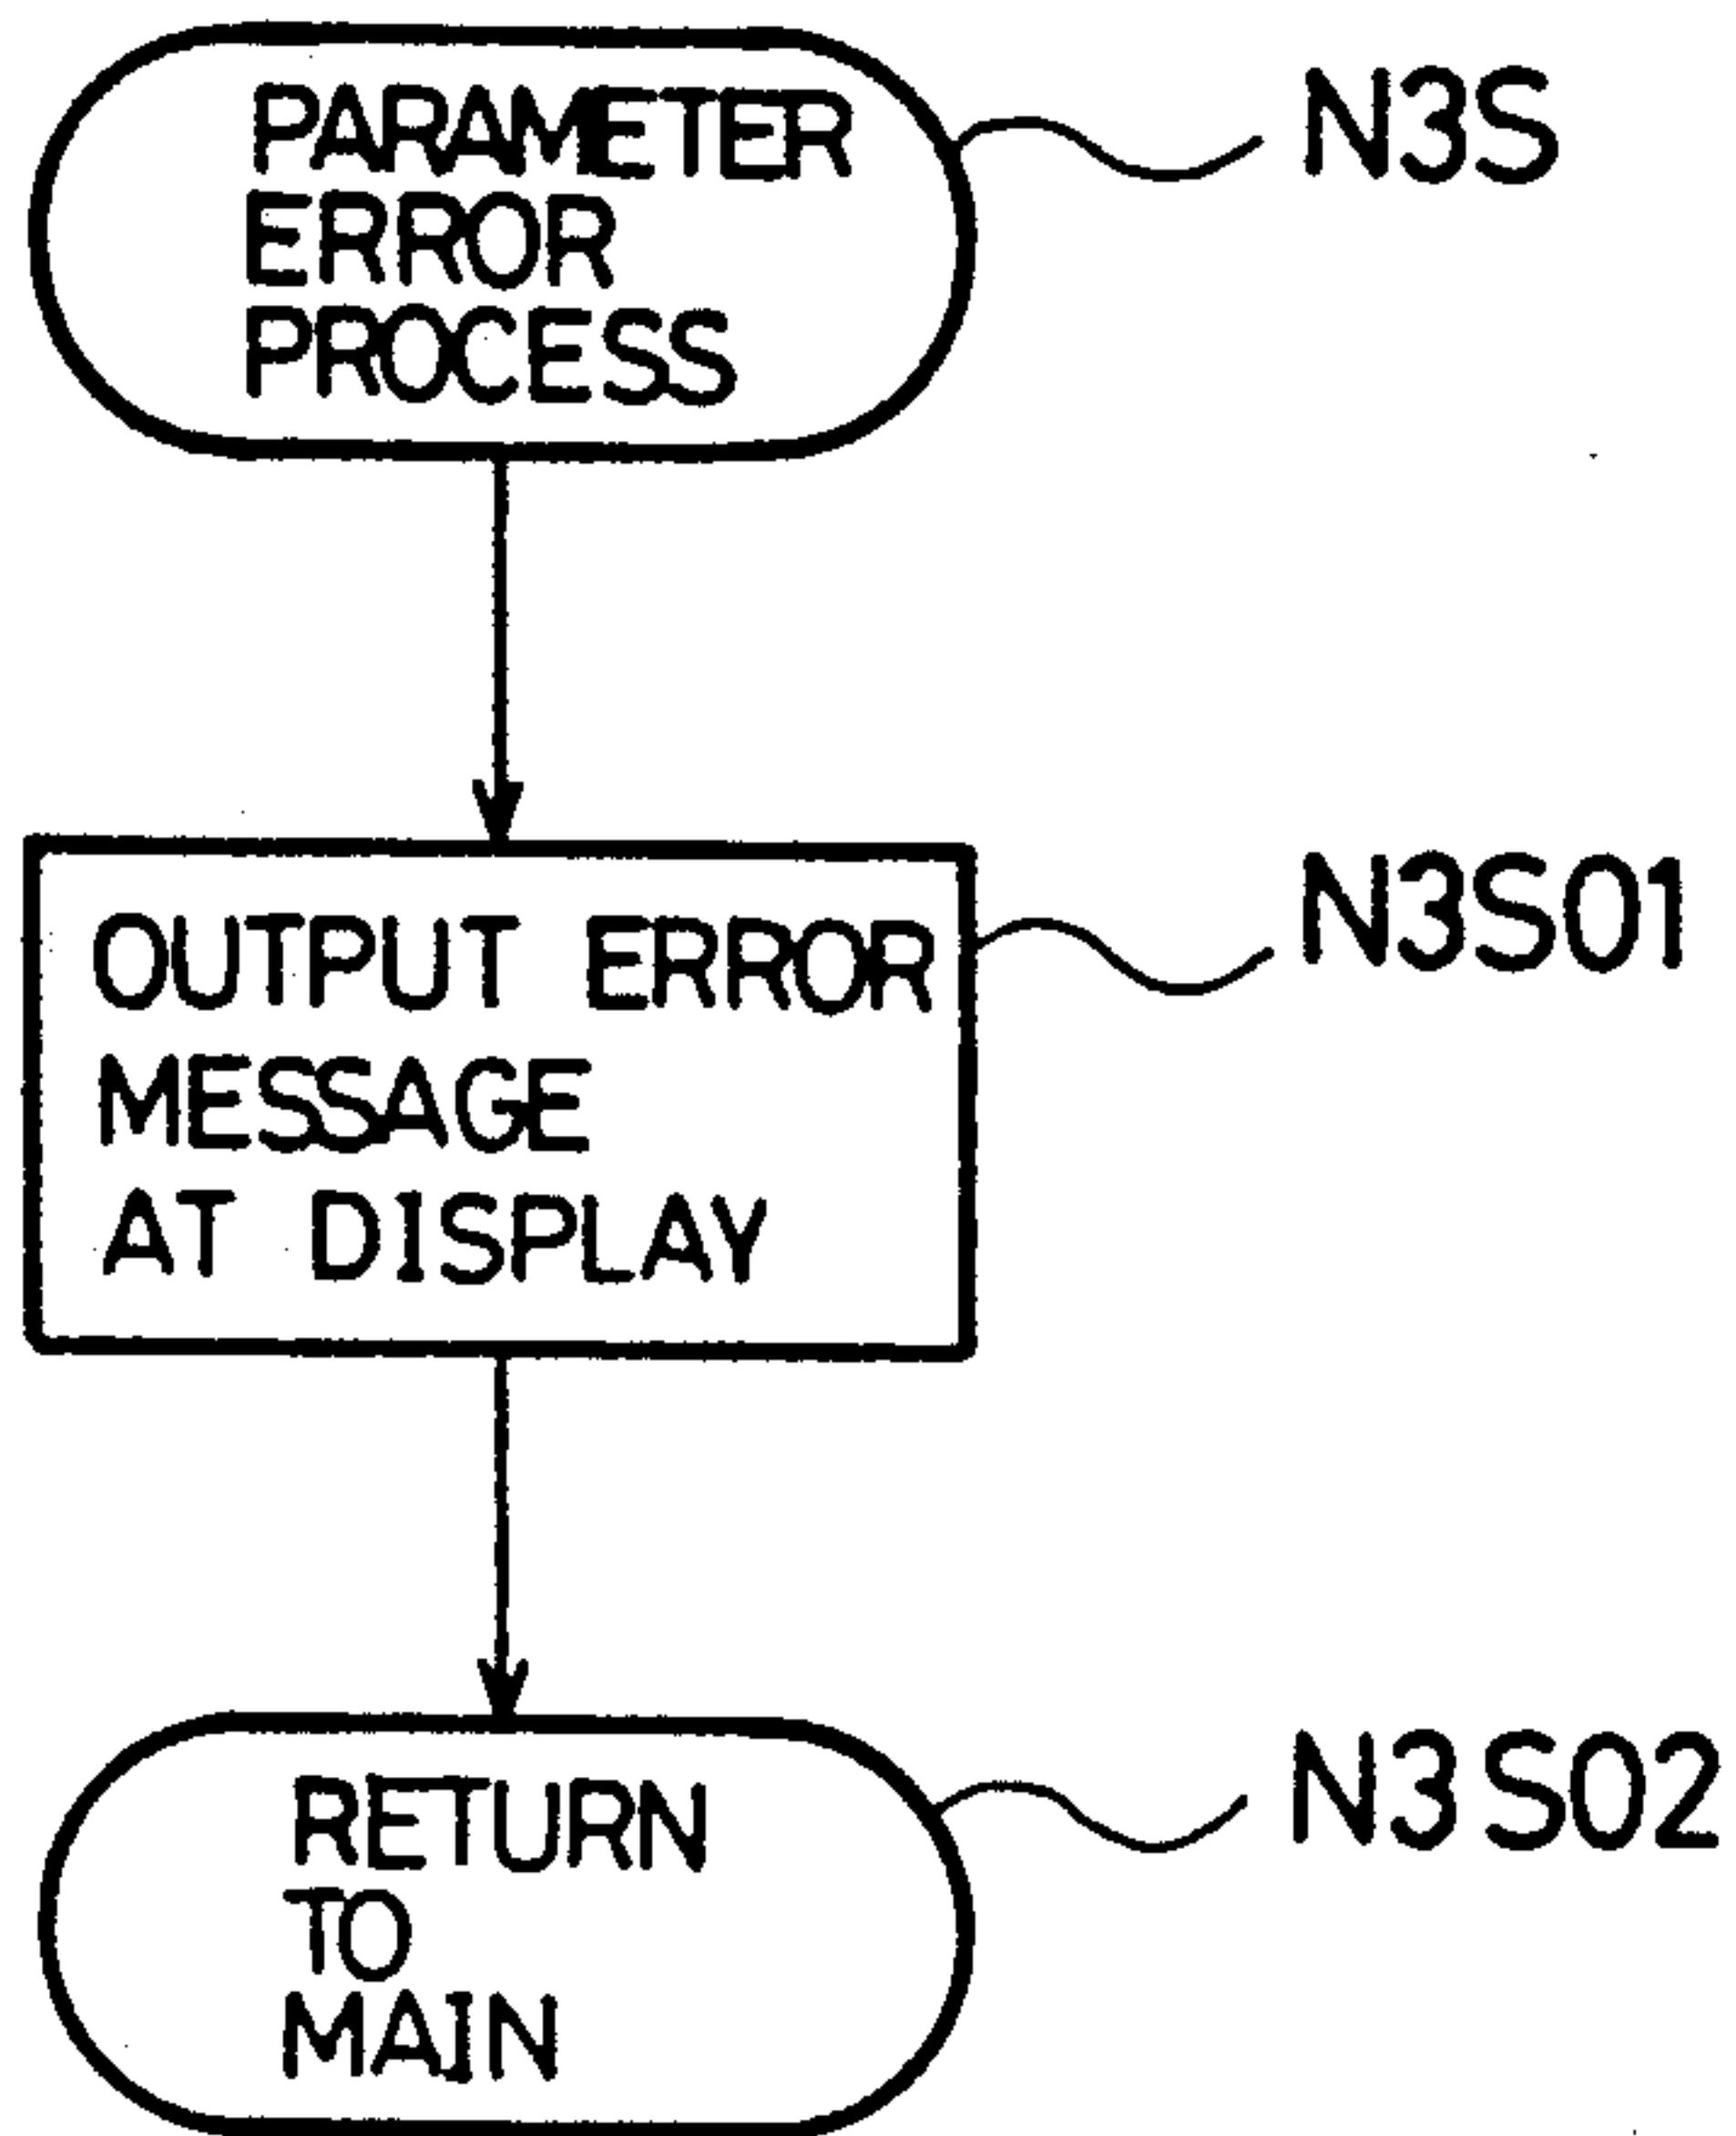 PARAMETER
ERROR
PROCESS
N3S
OUTPUT ERROR
MESSAGE
AT DISPLAY
N3S01
RETURN
TO
MAIN
N3S02